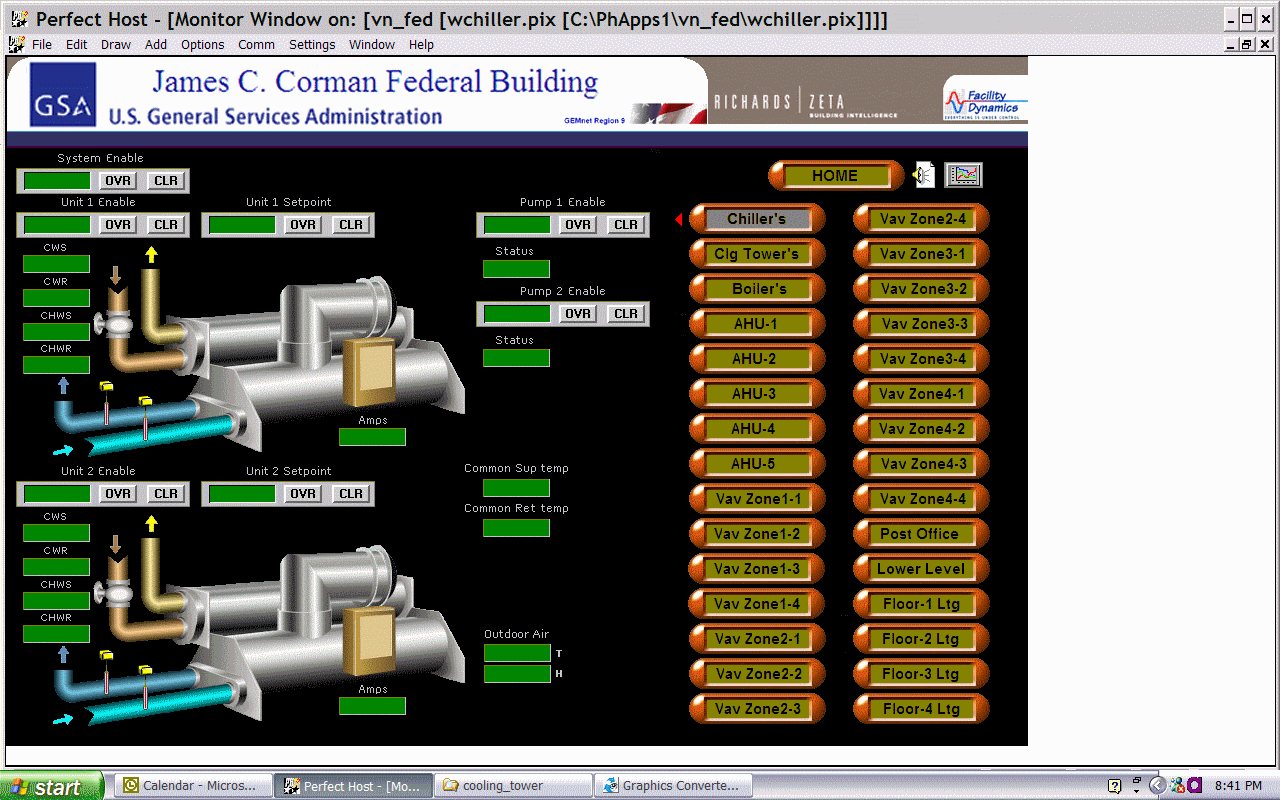 Perfect Host - [Monitor Window on: [vn_fed [wchiller.pix [C:\PhApps1\vn_fed\wchiller.pix]]]]
File Edit Draw Add Options Comm Settings Window Help
GSA
James C. Corman Federal Building
U.S. General Services Administration
GEMnet Region 9
RICHARDS ZETA
BUILDING INTELLIGENCE
Facility
Dynamics
EVERYTHING IS UNDER CONTROL
System Enable
OVR CLR
Unit 1 Enable
OVR CLR
Unit 1 Setpoint
OVR CLR
CWS
CWR
CHWS
CHWR
Amps
Pump 1 Enable
OVR CLR
Status
Pump 2 Enable
OVR CLR
Status
Unit 2 Enable
OVR CLR
Unit 2 Setpoint
OVR CLR
CWS
CWR
CHWS
CHWR
Amps
Common Sup temp
Common Ret temp
Outdoor Air
T
H
HOME
Chiller's
Clg Tower's
Boiler's
AHU-1
AHU-2
AHU-3
AHU-4
AHU-5
Vav Zone1-1
Vav Zone1-2
Vav Zone1-3
Vav Zone1-4
Vav Zone2-1
Vav Zone2-2
Vav Zone2-3
Vav Zone2-4
Vav Zone3-1
Vav Zone3-2
Vav Zone3-3
Vav Zone3-4
Vav Zone4-1
Vav Zone4-2
Vav Zone4-3
Vav Zone4-4
Post Office
Lower Level
Floor-1 Ltg
Floor-2 Ltg
Floor-3 Ltg
Floor-4 Ltg
start
Calendar - Micros...
Perfect Host - [Mo...
cooling_tower
Graphics Converte...
8:41 PM